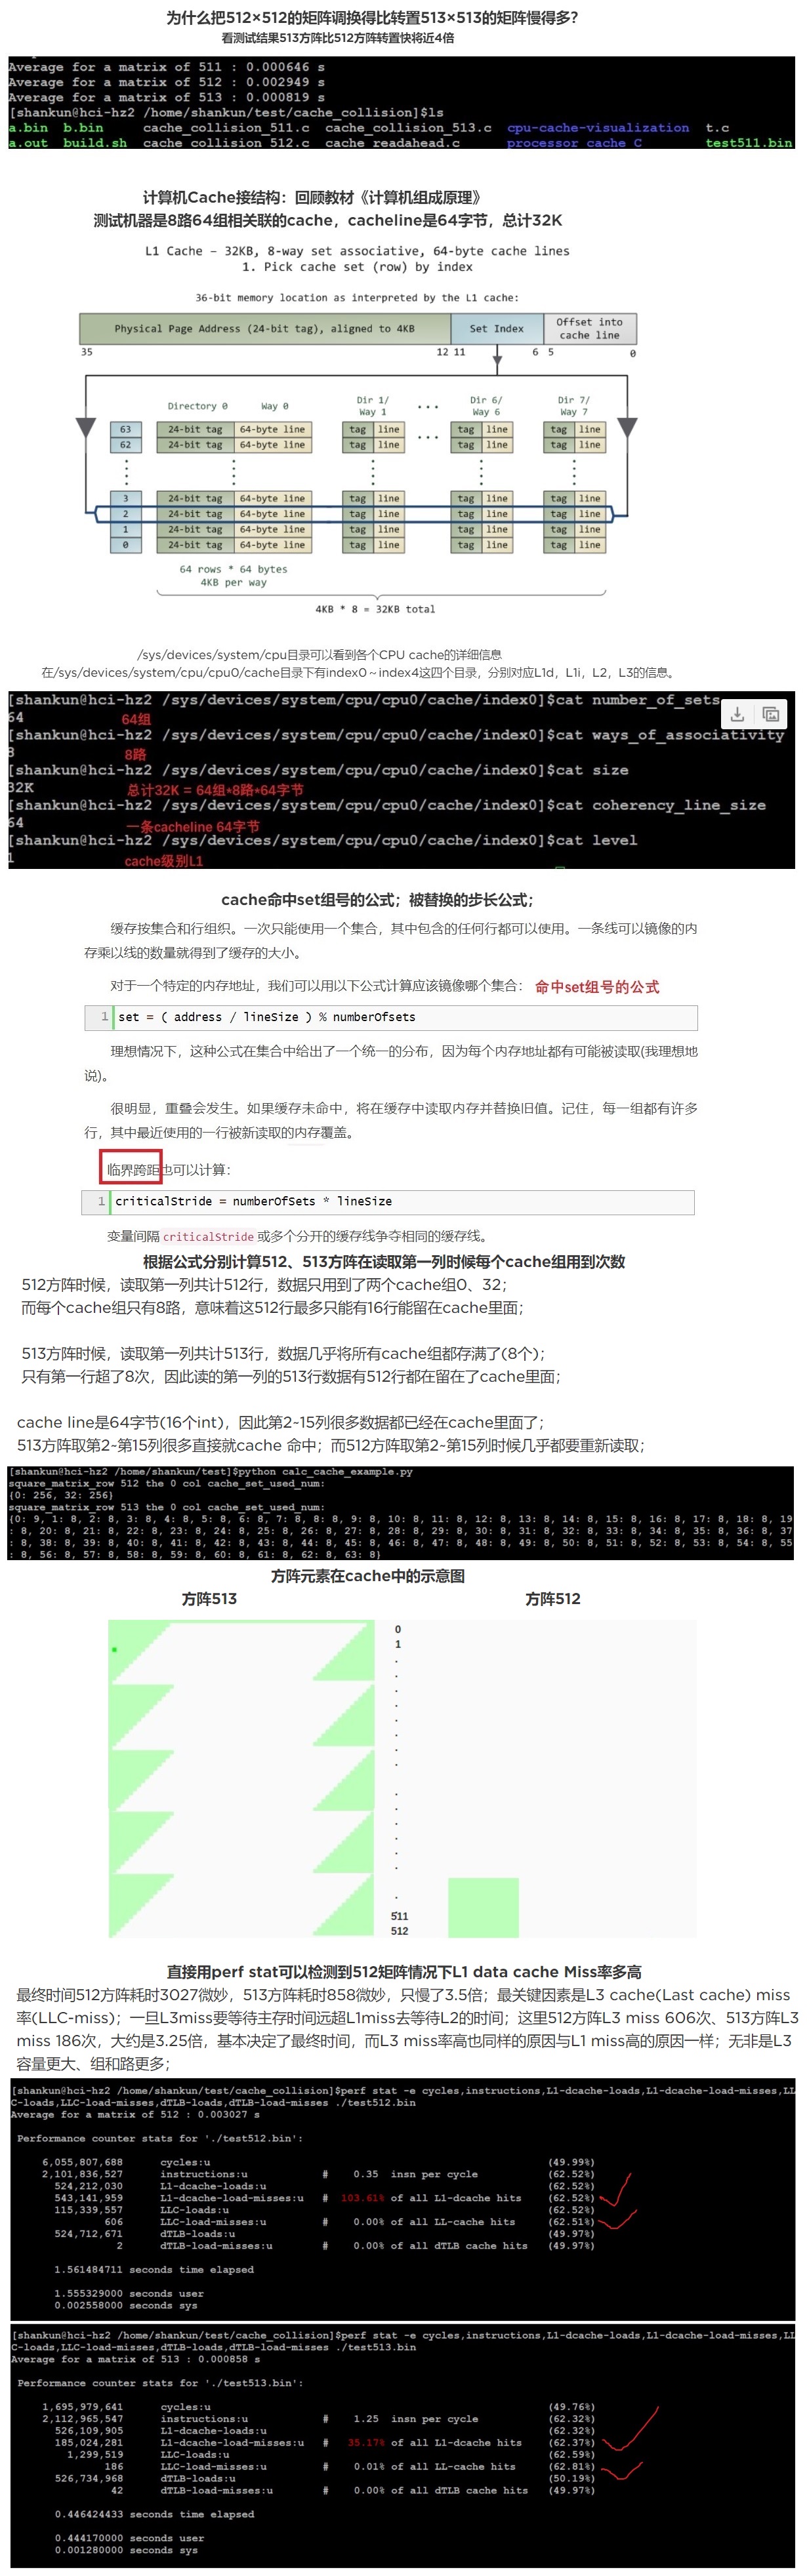 为什么把512×512的矩阵调换得比转置513×513的矩阵慢得多?
看测试结果513方阵比512方阵转置快将近4倍
Average for a matrix of 511 : 0.000646 s
Average for a matrix of 512 : 0.002949 s
Average for a matrix of 513 : 0.000819 s
[shankun@hci-hz2 /home/shankun/test/cache_collision]$ls
a.bin b.bin cache_collision_511.c cache_collision_513.c cpu-cache-visualization t.c
a.out build.sh cache_collision_512.c cache_readahead.c processor_cache_C test511.bin
计算机Cache接结构：回顾教材《计算机组成原理》
测试机器是8路64组相关联的cache，cacheline是64字节，总计32K
L1 Cache – 32KB, 8-way set associative, 64-byte cache lines
1. Pick cache set (row) by index
36-bit memory location as interpreted by the L1 cache:
Physical Page Address (24-bit tag), aligned to 4KB Set Index Offset into cache line
35 12 11 6 5 0
Directory 0 Way 0 Dir 1/ Way 1 ... Dir 6/ Way 6 Dir 7/ Way 7
63 24-bit tag 64-byte line tag line tag line tag line
62 24-bit tag 64-byte line tag line ... tag line tag line
3 24-bit tag 64-byte line tag line tag line tag line
2 24-bit tag 64-byte line tag line tag line tag line
1 24-bit tag 64-byte line tag line tag line tag line
0 24-bit tag 64-byte line tag line tag line tag line
64 rows * 64 bytes
4KB per way
4KB * 8 = 32KB total
/sys/devices/system/cpu目录可以看到各个CPU cache的详细信息
在/sys/devices/system/cpu/cpu0/cache目录下有index0～index4这四个目录，分别对应L1d，L1i，L2，L3的信息。
[shankun@hci-hz2 /sys/devices/system/cpu/cpu0/cache/index0]$cat number_of_sets
64 64组
[shankun@hci-hz2 /sys/devices/system/cpu/cpu0/cache/index0]$cat ways_of_associativity
8 8路
[shankun@hci-hz2 /sys/devices/system/cpu/cpu0/cache/index0]$cat size
32K 总计32K = 64组*8路*64字节
[shankun@hci-hz2 /sys/devices/system/cpu/cpu0/cache/index0]$cat coherency_line_size
64 一条cacheline 64字节
[shankun@hci-hz2 /sys/devices/system/cpu/cpu0/cache/index0]$cat level
1 cache级别L1
cache命中set组号的公式；被替换的步长公式；
缓存按集合和行组织。一次只能使用一个集合，其中包含的任何行都可以使用。一条线可以镜像的内
存乘以线的数量就得到了缓存的大小。
对于一个特定的内存地址，我们可以用以下公式计算应该镜像哪个集合： 命中set组号的公式
1 set = ( address / lineSize ) % numberOfsets
理想情况下，这种公式在集合中给出了一个统一的分布，因为每个内存地址都有可能被读取(我理想地
说)。
很明显，重叠会发生。如果缓存未命中，将在缓存中读取内存并替换旧值。记住，每一组都有许多
行，其中最近使用的一行被新读取的内存覆盖。
临界跨距也可以计算：
1 criticalStride = numberOfSets * lineSize
变量间隔criticalStride或多个分开的缓存线争夺相同的缓存线。
根据公式分别计算512、513方阵在读取第一列时候每个cache组用到次数
512方阵时候，读取第一列共计512行，数据只用到了两个cache组0、32；
而每个cache组只有8路，意味着这512行最多只能有16行能留在cache里面；
513方阵时候，读取第一列共计513行，数据几乎将所有cache组都存满了(8个)；
只有第一行超了8次，因此读的第一列的513行数据有512行都在留在了cache里面；
cache line是64字节(16个int)，因此第2~15列很多数据都已经在cache里面了；
513方阵取第2~第15列很多直接就cache 命中；而512方阵取第2~第15列时候几乎都要重新读取；
[shankun@hci-hz2 /home/shankun/test]$python calc_cache_example.py
square_matrix_row 512 the 0 col cache_set_used_num:
{0: 256, 32: 256}
square_matrix_row 513 the 0 col cache_set_used_num:
{0: 9, 1: 8, 2: 8, 3: 8, 4: 8, 5: 8, 6: 8, 7: 8, 8: 8, 9: 8, 10: 8, 11: 8, 12: 8, 13: 8, 14: 8, 15: 8, 16: 8, 17: 8, 18: 8, 19
: 8, 20: 8, 21: 8, 22: 8, 23: 8, 24: 8, 25: 8, 26: 8, 27: 8, 28: 8, 29: 8, 30: 8, 31: 8, 32: 8, 33: 8, 34: 8, 35: 8, 36: 8, 37
: 8, 38: 8, 39: 8, 40: 8, 41: 8, 42: 8, 43: 8, 44: 8, 45: 8, 46: 8, 47: 8, 48: 8, 49: 8, 50: 8, 51: 8, 52: 8, 53: 8, 54: 8, 55
: 8, 56: 8, 57: 8, 58: 8, 59: 8, 60: 8, 61: 8, 62: 8, 63: 8}
方阵元素在cache中的示意图
方阵513 方阵512
0
1
511
512
直接用perf stat可以检测到512矩阵情况下L1 data cache Miss率多高
最终时间512方阵耗时3027微妙，513方阵耗时858微妙，只慢了3.5倍；最关键因素是L3 cache(Last cache) miss
率(LLC-miss)；一旦L3miss要等待主存时间远超L1miss去等待L2的时间；这里512方阵L3 miss 606次、513方阵L3
miss 186次，大约是3.25倍，基本决定了最终时间，而L3 miss率高也同样的原因与L1 miss高的原因一样；无非是L3
容量更大、组和路更多；
[shankun@hci-hz2 /home/shankun/test/cache_collision]$perf stat -e cycles,instructions,L1-dcache-loads,L1-dcache-load-misses,LL
C-loads,LLC-load-misses,dTLB-loads,dTLB-load-misses ./test512.bin
Average for a matrix of 512 : 0.003027 s
Performance counter stats for './test512.bin':
6,055,807,688 cycles:u (49.99%)
2,101,836,527 instructions:u # 0.35 insn per cycle (62.52%)
524,212,030 L1-dcache-loads:u (62.52%)
543,141,959 L1-dcache-load-misses:u # 103.61% of all L1-dcache hits (62.52%)
115,339,557 LLC-loads:u (62.52%)
606 LLC-load-misses:u # 0.00% of all LL-cache hits (62.51%)
524,712,671 dTLB-loads:u (49.97%)
2 dTLB-load-misses:u # 0.00% of all dTLB cache hits (49.97%)
1.561484711 seconds time elapsed
1.555329000 seconds user
0.002558000 seconds sys
[shankun@hci-hz2 /home/shankun/test/cache_collision]$perf stat -e cycles,instructions,L1-dcache-loads,L1-dcache-load-misses,LL
C-loads,LLC-load-misses,dTLB-loads,dTLB-load-misses ./test513.bin
Average for a matrix of 513 : 0.000858 s
Performance counter stats for './test513.bin':
1,695,979,641 cycles:u (49.76%)
2,112,965,547 instructions:u # 1.25 insn per cycle (62.32%)
526,109,905 L1-dcache-loads:u (62.32%)
185,024,281 L1-dcache-load-misses:u # 35.17% of all L1-dcache hits (62.37%)
1,299,519 LLC-loads:u (62.59%)
186 LLC-load-misses:u # 0.01% of all LL-cache hits (62.81%)
526,734,968 dTLB-loads:u (50.19%)
42 dTLB-load-misses:u # 0.00% of all dTLB cache hits (49.97%)
0.446424433 seconds time elapsed
0.444170000 seconds user
0.001280000 seconds sys